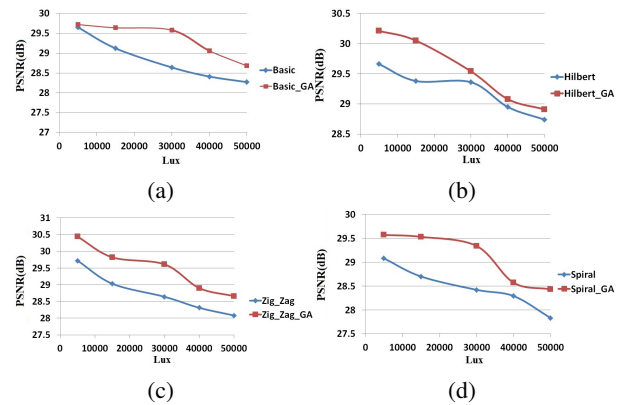 30
29.5
29
28.5
28
27.5
27
PSNR(dB)
0 10000 20000 30000 40000 50000
Lux
Basic
Basic_GA
(a)
30.5
30
29.5
29
28.5
PSNR(dB)
0 10000 20000 30000 40000 50000
Lux
Hilbert
Hilbert_GA
(b)
31
30.5
30
29.5
29
28.5
28
27.5
PSNR(dB)
0 10000 20000 30000 40000 50000
Lux
Zig_Zag
Zig_Zag_GA
(c)
30
29.5
29
28.5
28
27.5
PSNR(dB)
0 10000 20000 30000 40000 50000
Lux
Spiral
Spiral_GA
(d)